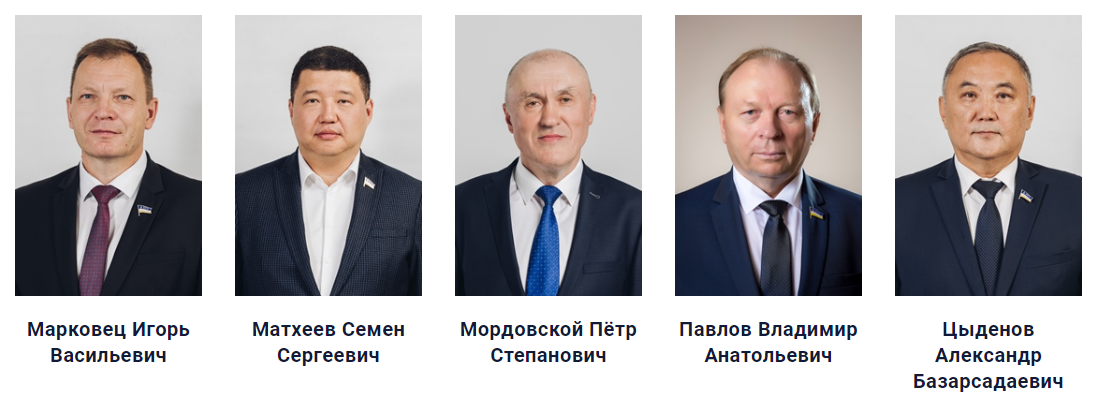 Марковец Игорь
Васильевич
Матхеев Семен
Сергеевич
Мордовской Пётр
Степанович
Павлов Владимир
Анатольевич
Цыденов
Александр
Базарсадаевич